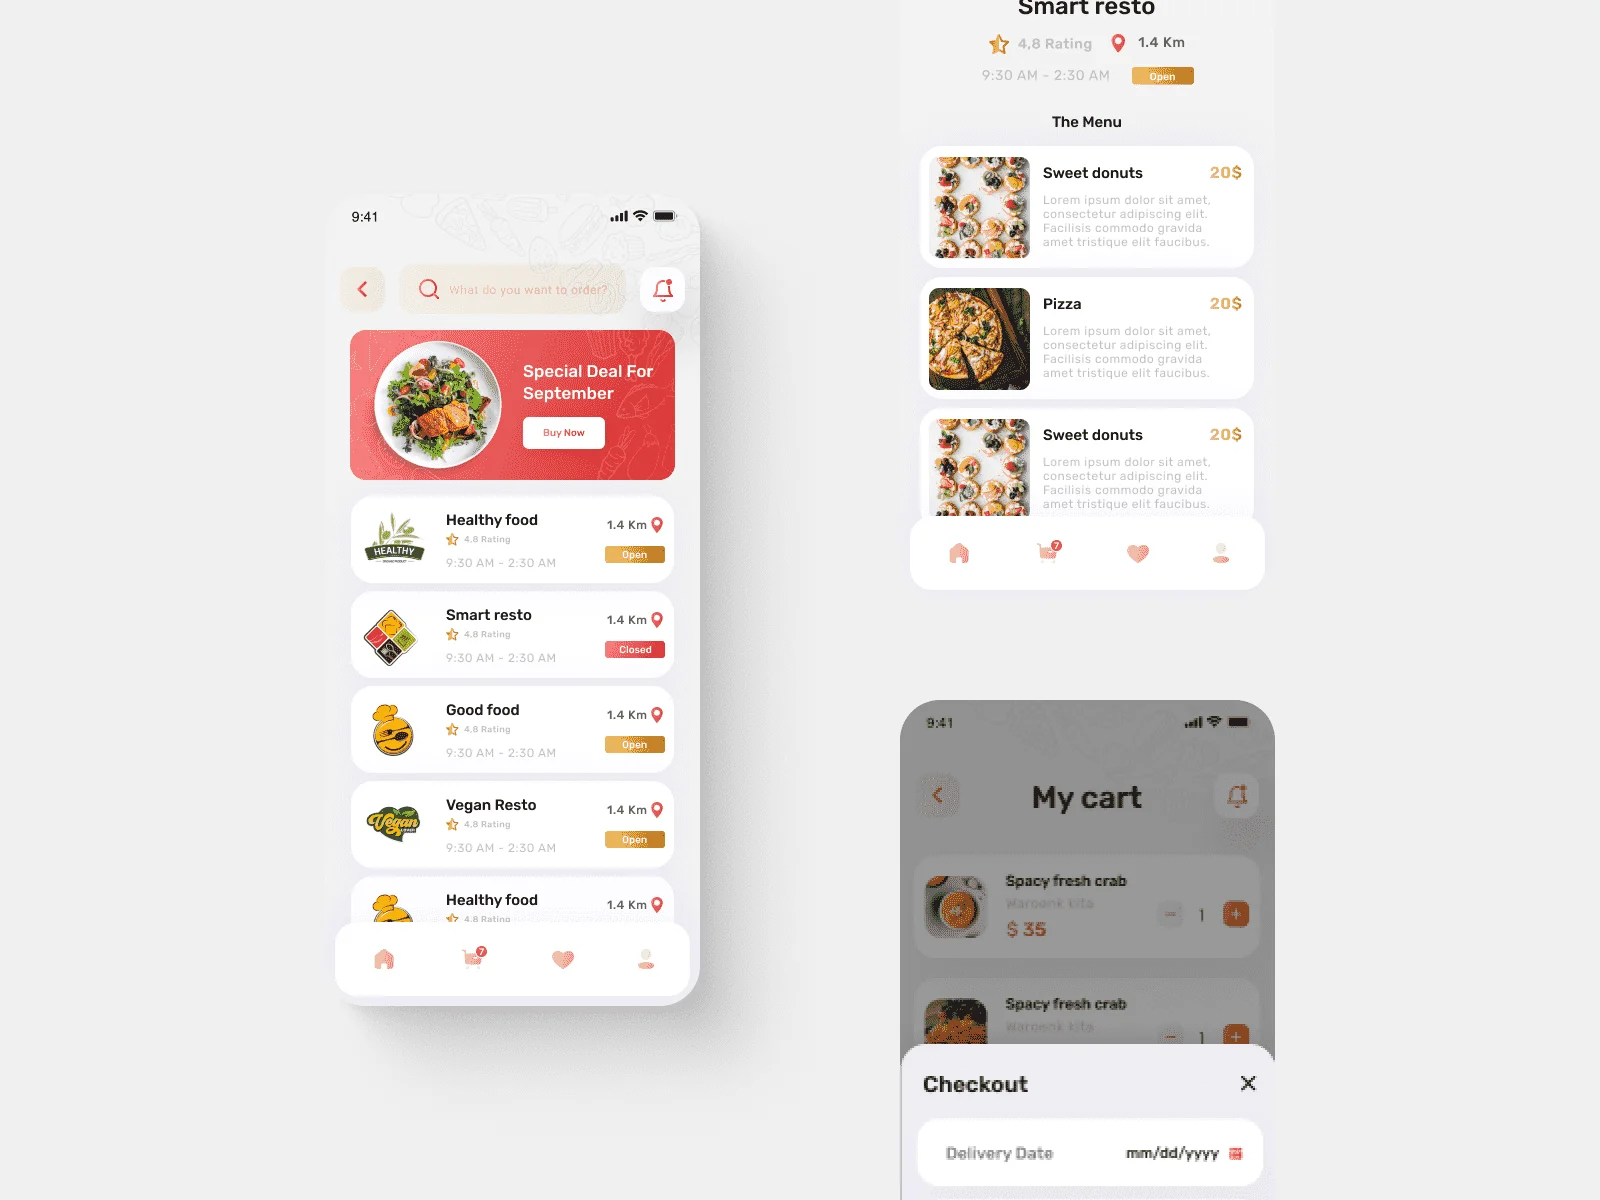 9:41
What do you want to order?
Special Deal For
September
Buy Now
HEALTHY
Healthy food
4,8 Rating
9:30 AM - 2:30 AM
1.4 Km
Open
Smart resto
4,8 Rating
9:30 AM - 2:30 AM
1.4 Km
Closed
Good food
4,8 Rating
9:30 AM - 2:30 AM
1.4 Km
Open
Vegan
LOVER
Vegan Resto
4,8 Rating
9:30 AM - 2:30 AM
1.4 Km
Open
Healthy food
4,8 Rating
1.4 Km
7
Smart resto
4,8 Rating
1.4 Km
9:30 AM - 2:30 AM
Open
The Menu
Sweet donuts
20$
Lorem ipsum dolor sit amet,
consectetur adipiscing elit.
Facilisis commodo gravida
amet tristique elit faucibus.
Pizza
20$
Lorem ipsum dolor sit amet,
consectetur adipiscing elit.
Facilisis commodo gravida
amet tristique elit faucibus.
Sweet donuts
20$
Lorem ipsum dolor sit amet,
consectetur adipiscing elit.
Facilisis commodo gravida
amet tristique elit faucibus.
7
9:41
My cart
Spacy fresh crab
Waroenk kita
$ 35
1
Spacy fresh crab
Waroenk kita
1
Checkout
Delivery Date
mm/dd/yyyy